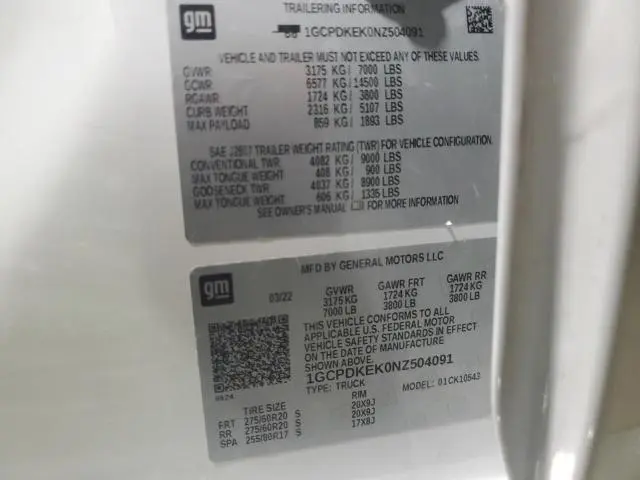 gm
TRAILERING INFORMATION
1GCPDKEK0NZ504091
VEHICLE AND TRAILER MUST NOT EXCEED ANY OF THESE VALUES.
GVWR 3175 KG/ 7000 LBS
GCWR 6577 KG/ 14500 LBS
RGAWR 1724 KG/ 3800 LBS
CURB WEIGHT 2316 KG/ 5107 LBS
MAX PAYLOAD 859 KG/ 1893 LBS
SAE J2807 TRAILER WEIGHT RATING (TWR) FOR VEHICLE CONFIGURATION.
CONVENTIONAL TWR 4082 KG/ 9000 LBS
MAX TONGUE WEIGHT 408 KG/ 900 LBS
GOOSENECK TWR 4037 KG/ 8900 LBS
MAX TONGUE WEIGHT 606 KG/ 1335 LBS
SEE OWNER'S MANUAL FOR MORE INFORMATION
gm
MFD BY GENERAL MOTORS LLC
03/22
GVWR GAWR FRT GAWR RR
3175 KG 1724 KG 1724 KG
7000 LB 3800 LB 3800 LB
THIS VEHICLE CONFORMS TO ALL
APPLICABLE U.S. FEDERAL MOTOR
VEHICLE SAFETY STANDARDS IN EFFECT
ON THE DATE OF MANUFACTURE
SHOWN ABOVE.
1GCPDKEK0NZ504091
TYPE: TRUCK MODEL: 01CK10543
TIRE SIZE RIM
FRT 275/60R20 S 20X9J
RR 275/60R20 S 20X9J
SPA 255/80R17 S 17X8J